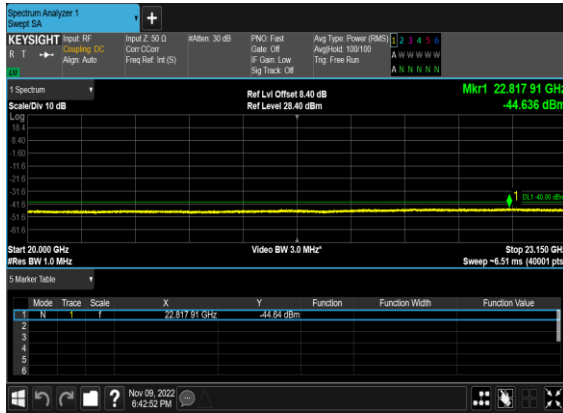 Spectrum Analyzer 1
Swept SA
+
KEYSIGHT Input: RF Input Z: 50 Ω #Atten: 30 dB PNO: Fast Avg Type: Power (RMS) 1 2 3 4 5 6
R T Coupling: DC Corr CCorr Gate: Off Avg|Hold: 100/100 A W W W W W
Align: Auto Freq Ref: Int (S) IF Gain: Low Trig: Free Run
LXI Sig Track: Off A N N N N N
1 Spectrum Ref Lvl Offset 8.40 dB Mkr1 22.817 91 GHz
Scale/Div 10 dB Ref Level 28.40 dBm -44.636 dBm
Log
18.4
8.40
-1.60
-11.6
-21.6
-31.6
1 DL1 -40.00 dBm
-41.6
-51.6
-61.6
Start 20.000 GHz Video BW 3.0 MHz* Stop 23.150 GHz
#Res BW 1.0 MHz Sweep ~6.51 ms (40001 pts)
5 Marker Table
Mode Trace Scale X Y Function Function Width Function Value
1 N 1 f 22.817 91 GHz -44.64 dBm
2
3
4
5
6
? Nov 09, 2022
6:42:52 PM